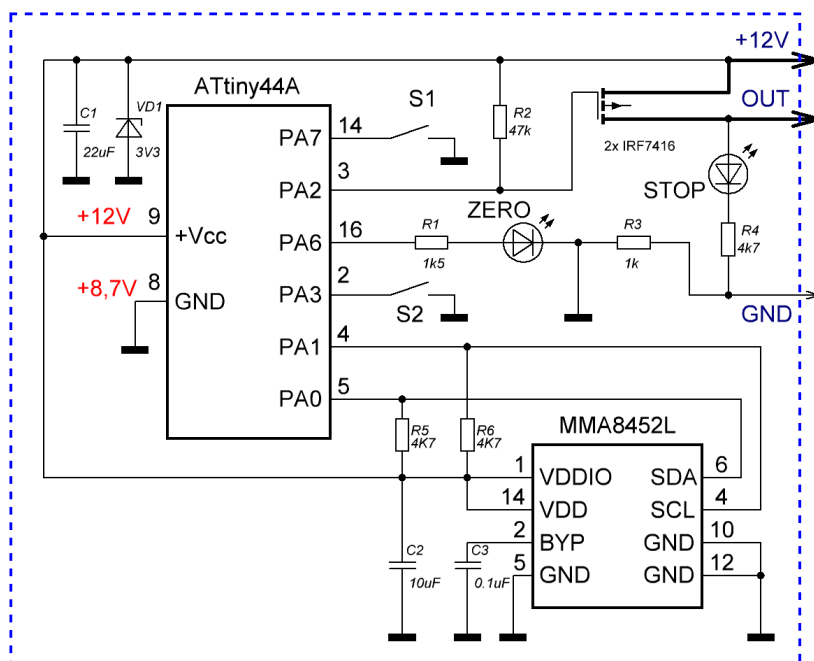 +12V
ATtiny44A
S1
OUT
C1
VD1
R2
14
PA7
22uF
3V3
47k
2x IRF7416
3
PA2
ZERO
STOP
+12V
9
+Vcc
16
PA6
R1
R3
R4
1k5
1k
4k7
+8,7V
8
GND
2
PA3
S2
GND
4
PA1
5
PA0
R5
4K7
R6
4K7
MMA8452L
1
VDDIO
SDA
6
14
VDD
SCL
4
2
BYP
GND
10
C2
C3
5
GND
GND
12
10uF
0.1uF